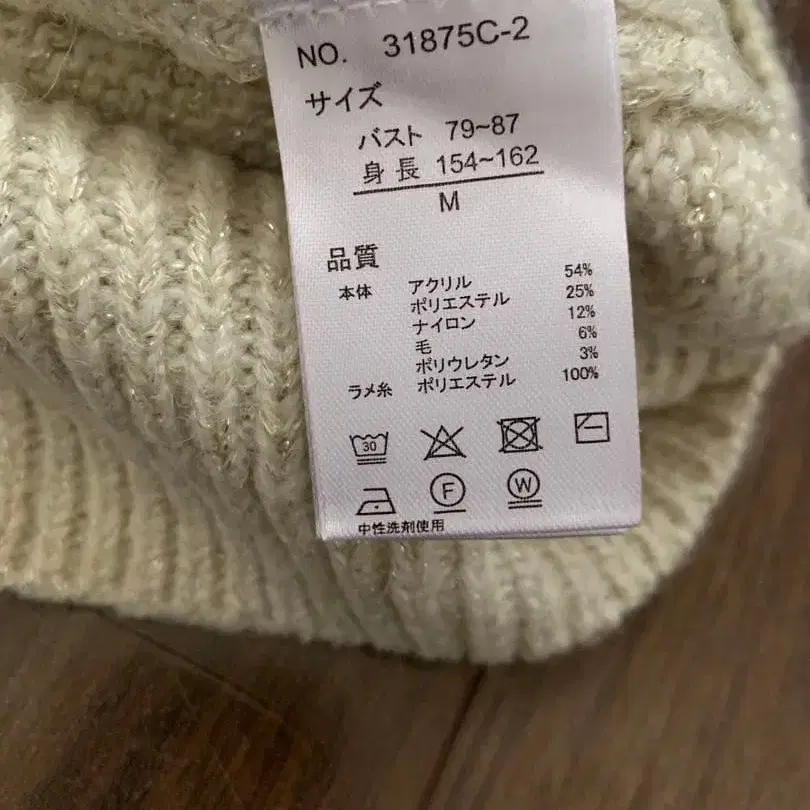 NO. 31875C-2
サイズ
バスト 79~87
身長 154~162
M
品質
本体 アクリル 54%
ポリエステル 25%
ナイロン 12%
毛 6%
ポリウレタン 3%
ラメ糸 ポリエステル 100%
30
F W
中性洗剤使用